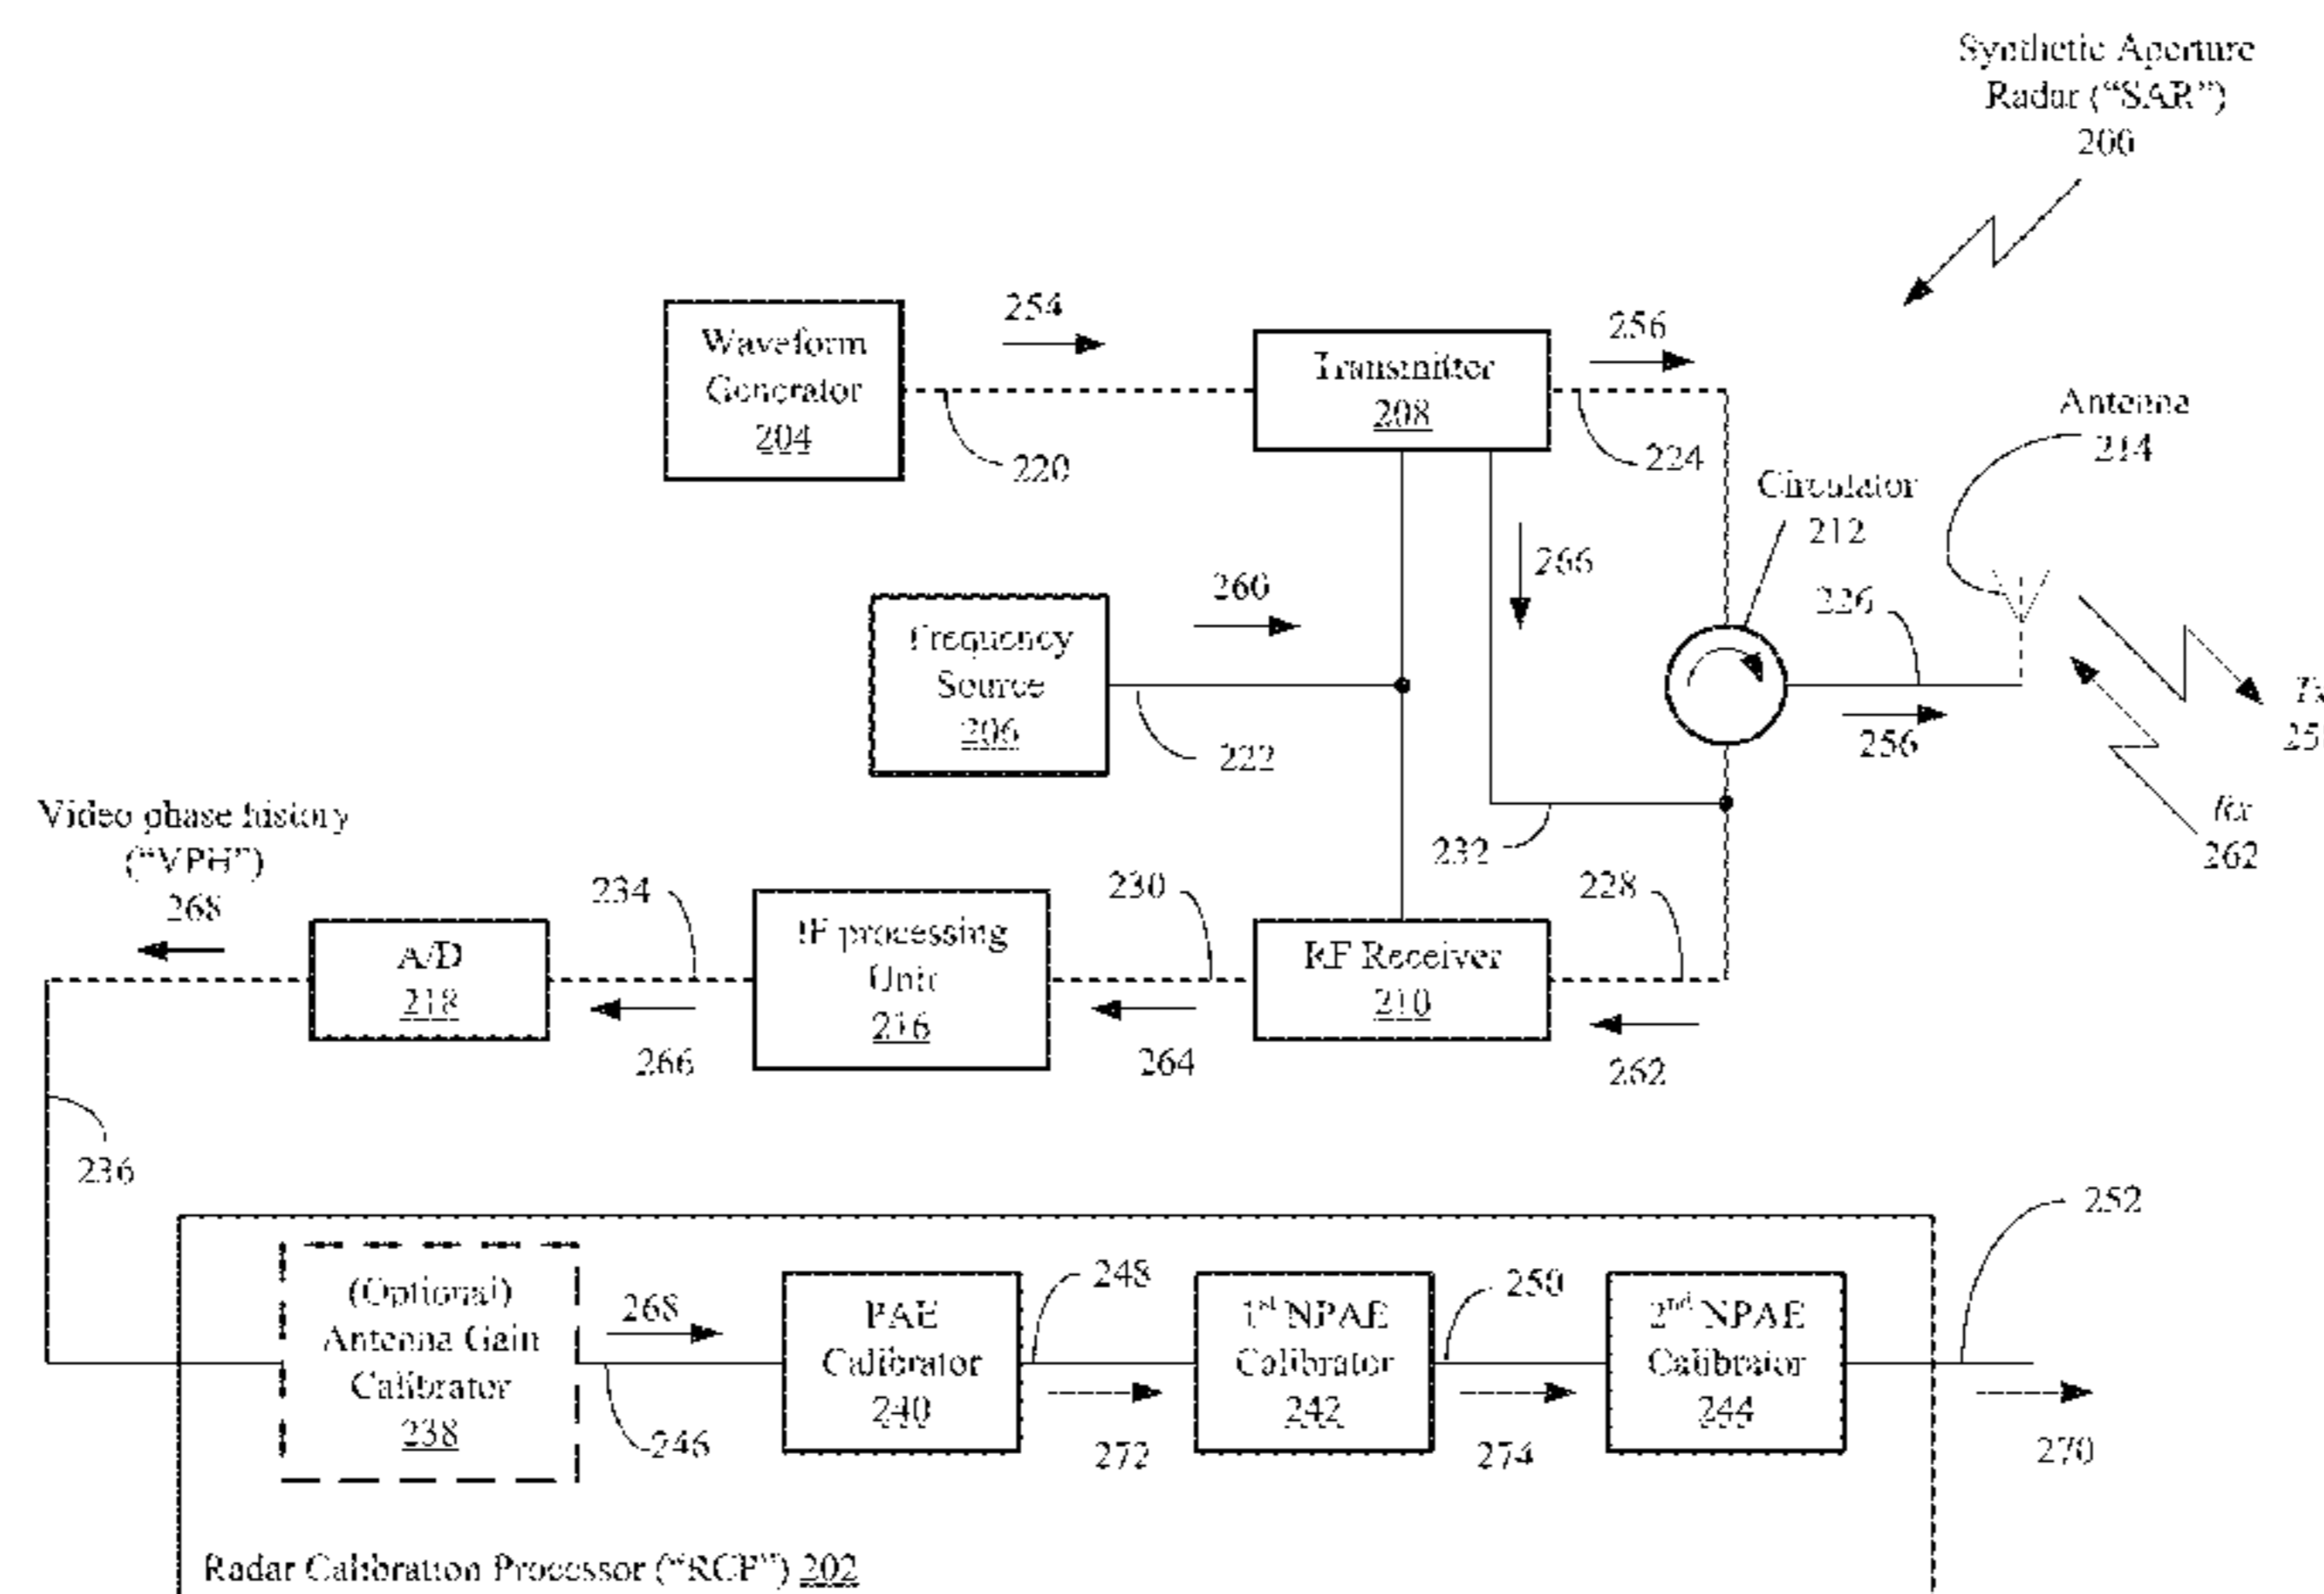 Synthetic Aperture
Radar ("SAR")
200
Waveform
Generator
204
254
220
Transmitter
208
256
224
Antenna
214
Circulator
212
266
260
Frequency
Source
206
222
226
256
232
Rx
262
Video phase history
("VPH")
268
A/D
218
234
266
IF processing
Unit
216
230
264
RF Receiver
210
228
262
236
252
(Optional)
Antenna Gain
Calibrator
238
268
246
PAE
Calibrator
240
248
272
1st NPAE
Calibrator
242
250
274
2nd NPAE
Calibrator
244
270
Radar Calibration Processor ("RCP") 202